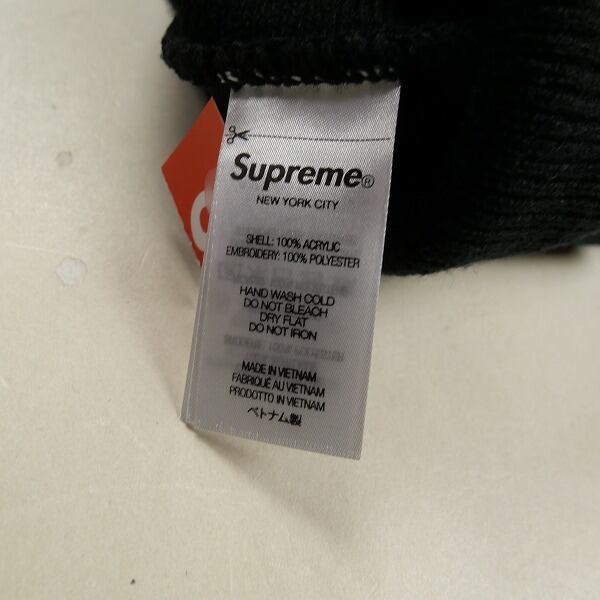 Supreme®
NEW YORK CITY
SHELL: 100% ACRYLIC
EMBROIDERY: 100% POLYESTER
HAND WASH COLD
DO NOT BLEACH
DRY FLAT
DO NOT IRON
MADE IN VIETNAM
FABRIQUÉ AU VIETNAM
PRODOTTO IN VIETNAM
ベトナム製